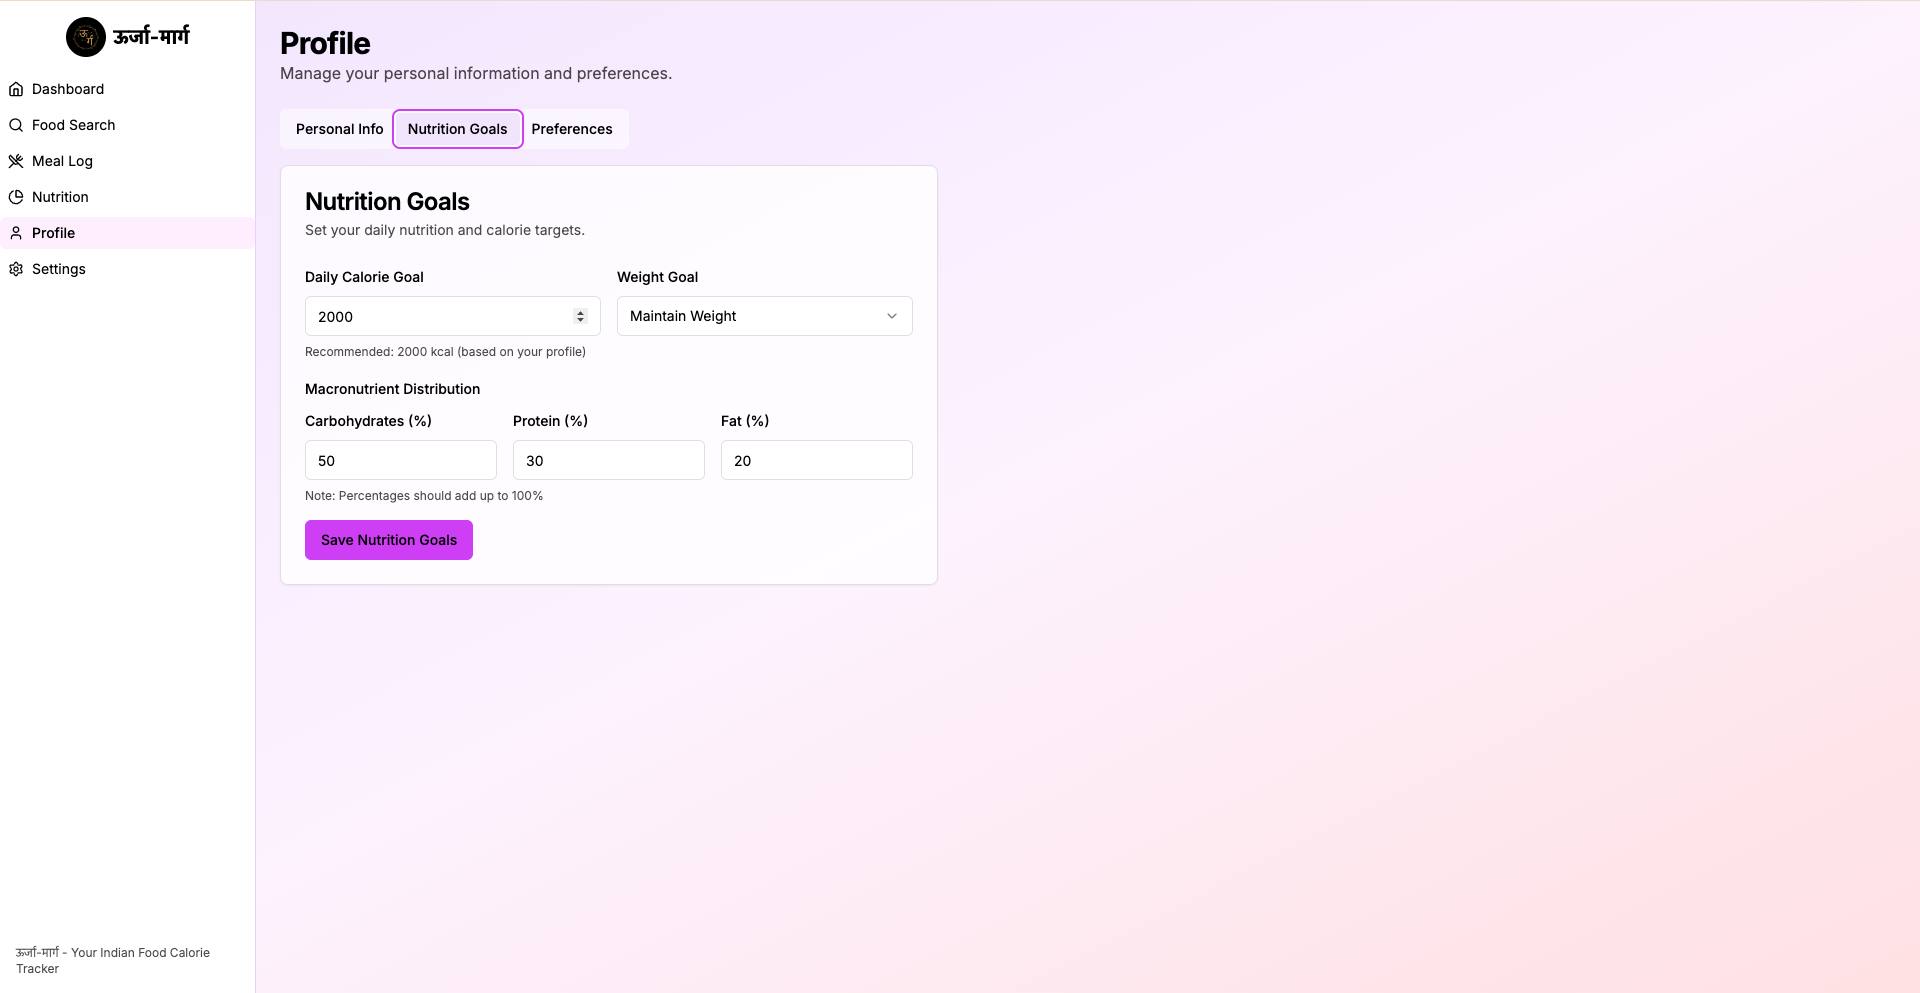 ऊर्जा-मार्ग
Dashboard
Food Search
Meal Log
Nutrition
Profile
Settings
ऊर्जा-मार्ग - Your Indian Food Calorie
Tracker
Profile
Manage your personal information and preferences.
Personal Info Nutrition Goals Preferences
Nutrition Goals
Set your daily nutrition and calorie targets.
Daily Calorie Goal Weight Goal
2000 Maintain Weight
Recommended: 2000 kcal (based on your profile)
Macronutrient Distribution
Carbohydrates (%) Protein (%) Fat (%)
50 30 20
Note: Percentages should add up to 100%
Save Nutrition Goals